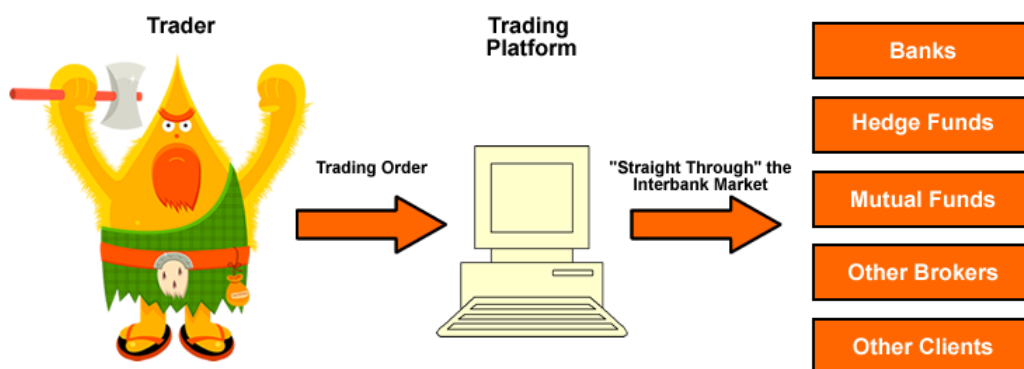 Trader
Trading
Platform
Trading Order
"Straight Through" the
Interbank Market
Banks
Hedge Funds
Mutual Funds
Other Brokers
Other Clients